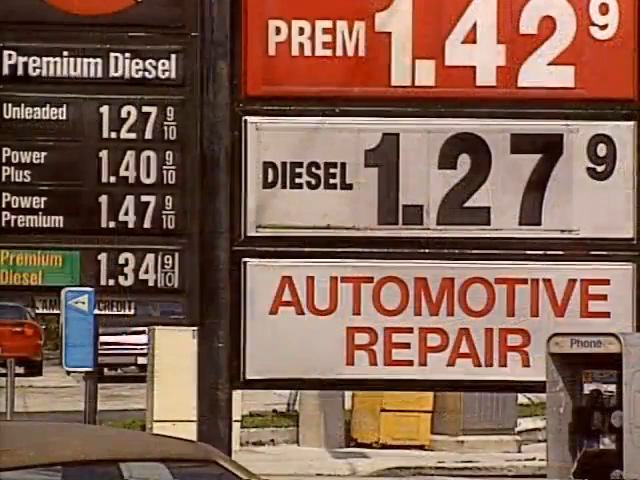 Premium Diesel
Unleaded 1.27 9/10
Power Plus 1.40 9/10
Power Premium 1.47 9/10
Premium Diesel 1.34 9/10
CREDIT
PREM 1.42 9
DIESEL 1.27 9
AUTOMOTIVE
REPAIR
Phone